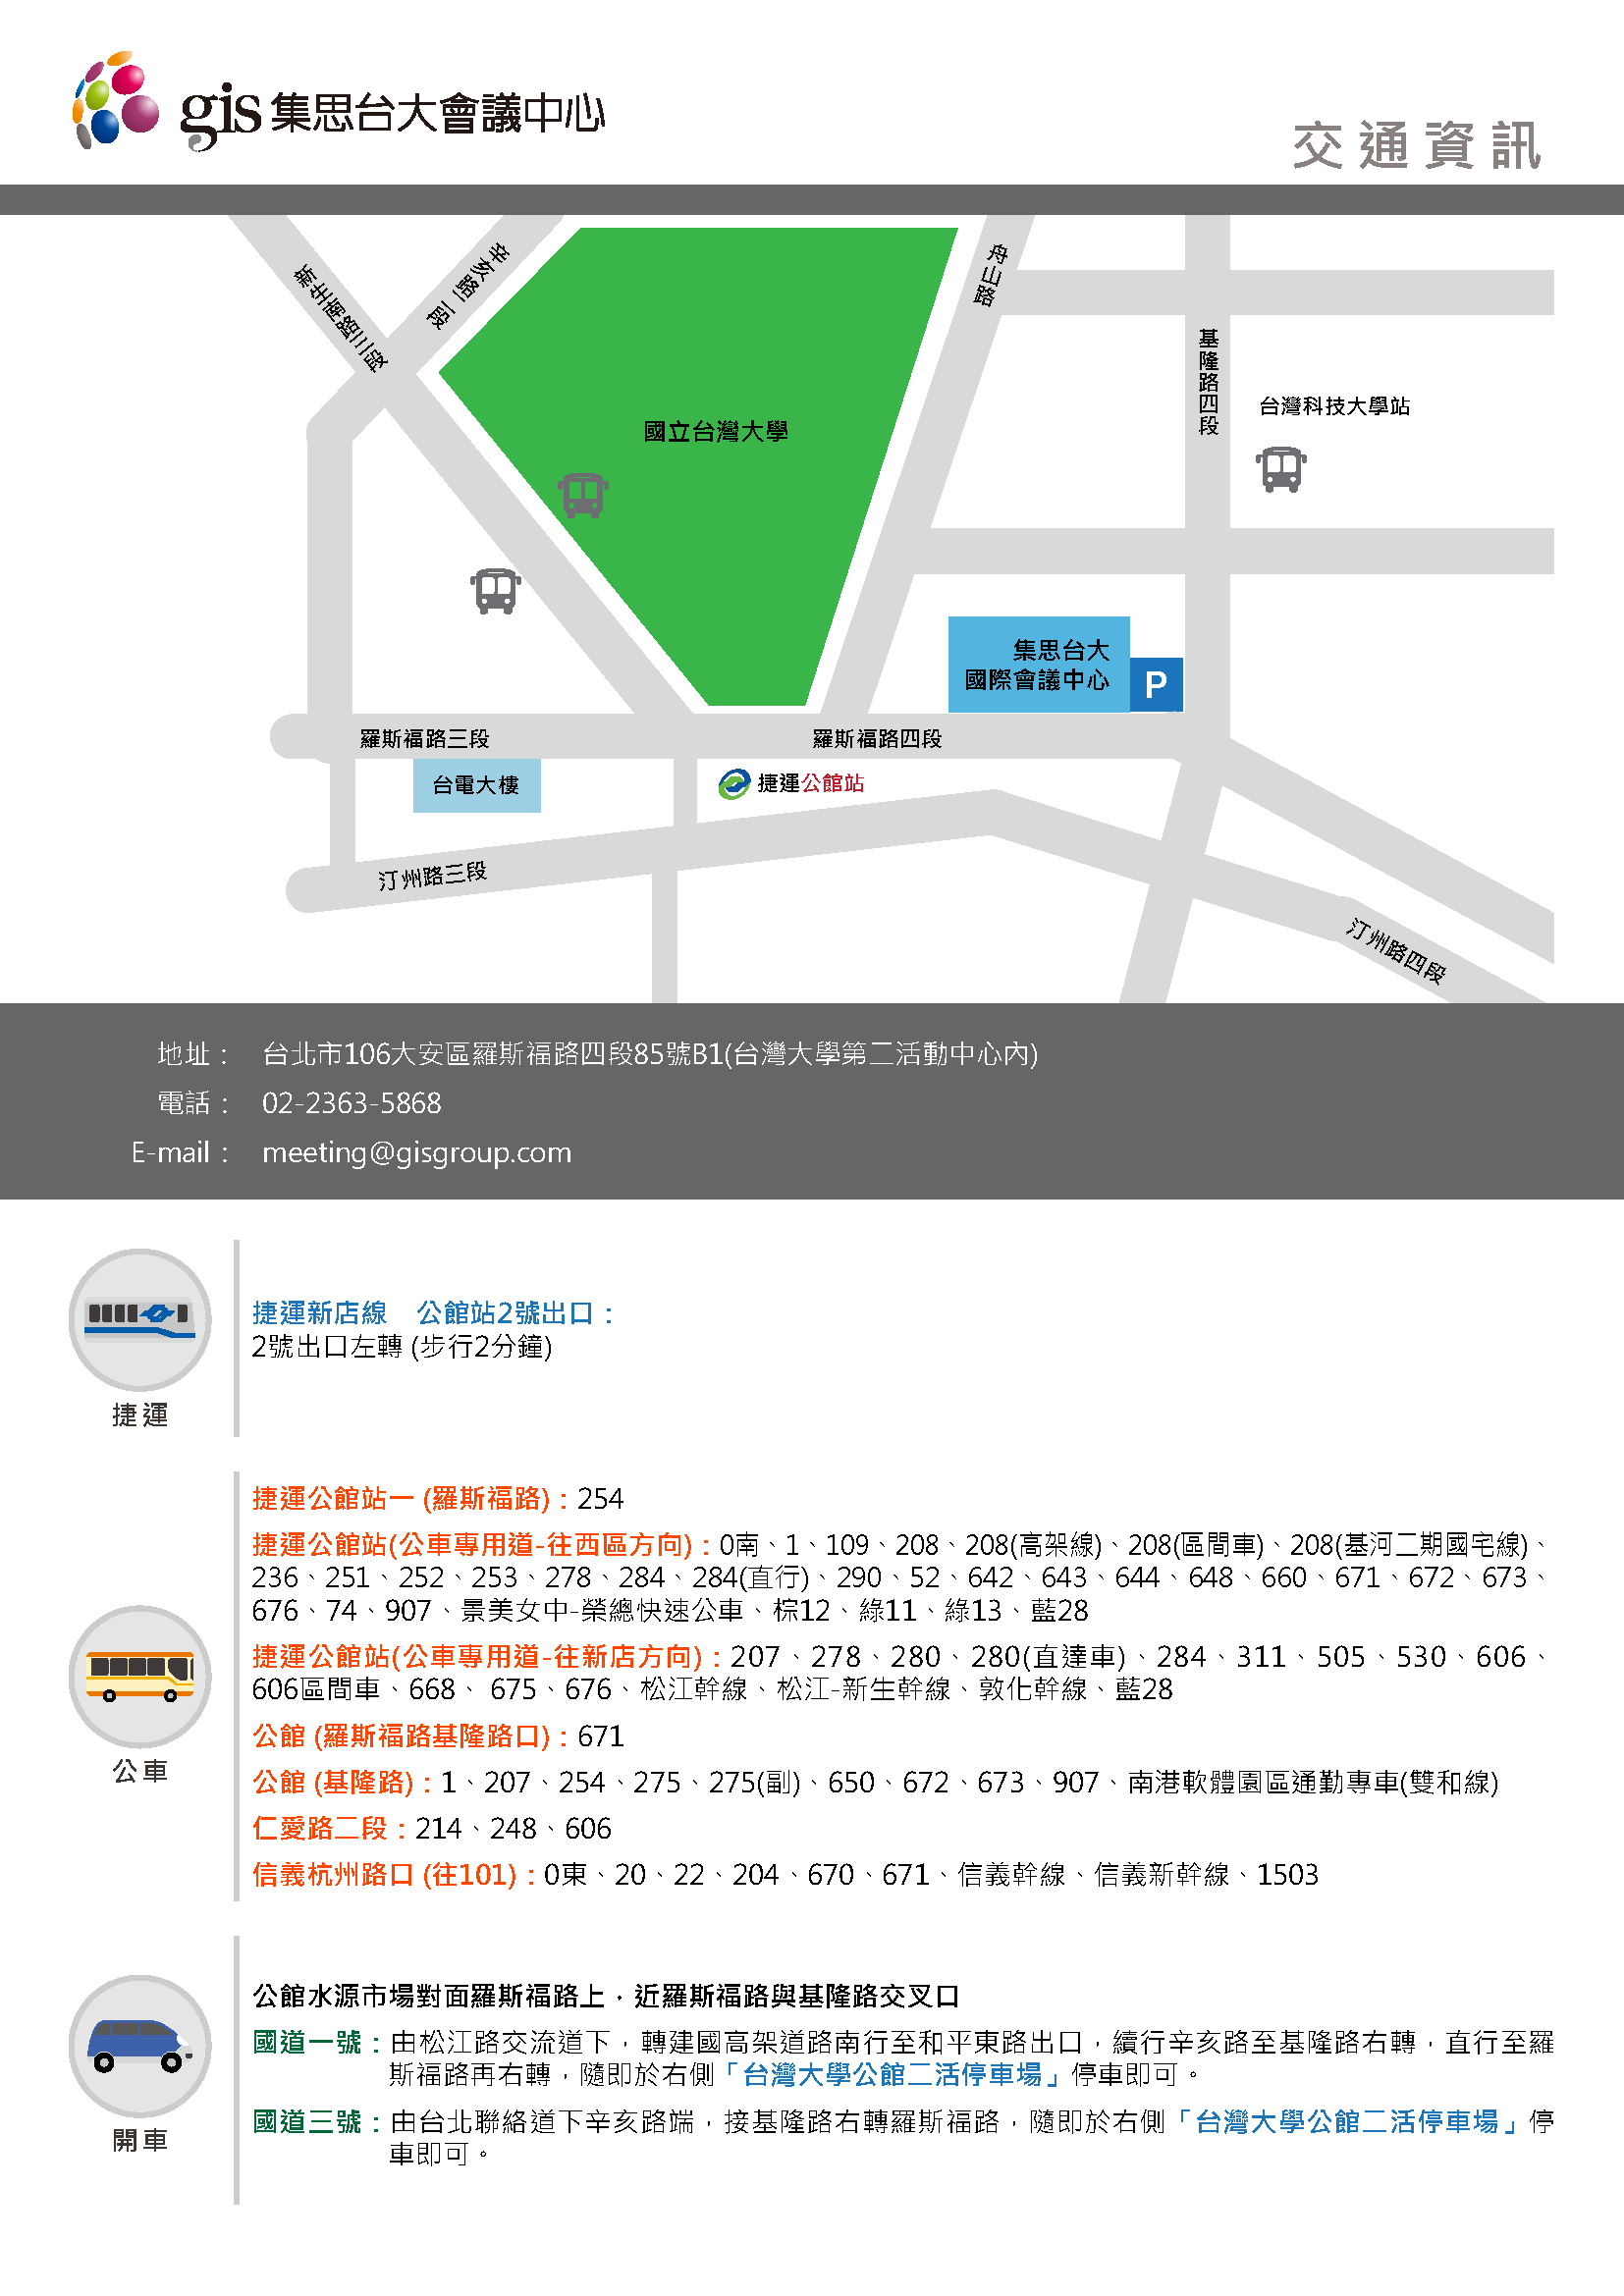 gis 集思台大會議中心
交通資訊
新生南路三段
辛亥路二段
舟山路
基隆路四段
台灣科技大學站
國立台灣大學
集思台大
國際會議中心
P
羅斯福路三段
羅斯福路四段
台電大樓
捷運公館站
汀州路三段
汀州路四段
地址： 台北市106大安區羅斯福路四段85號B1(台灣大學第二活動中心內)
電話： 02-2363-5868
E-mail： meeting@gisgroup.com
捷運新店線　公館站2號出口：
2號出口左轉 (步行2分鐘)
捷運
捷運公館站一 (羅斯福路)：254
捷運公館站(公車專用道-往西區方向)：0南、1、109、208、208(高架線)、208(區間車)、208(基河二期國宅線)、
236、251、252、253、278、284、284(直行)、290、52、642、643、644、648、660、671、672、673、
676、74、907、景美女中-榮總快速公車、棕12、綠11、綠13、藍28
捷運公館站(公車專用道-往新店方向)：207、278、280、280(直達車)、284、311、505、530、606、
606區間車、668、675、676、松江幹線、松江-新生幹線、敦化幹線、藍28
公館 (羅斯福路基隆路口)：671
公館 (基隆路)：1、207、254、275、275(副)、650、672、673、907、南港軟體園區通勤專車(雙和線)
仁愛路二段：214、248、606
信義杭州路口 (往101)：0東、20、22、204、670、671、信義幹線、信義新幹線、1503
公車
公館水源市場對面羅斯福路上，近羅斯福路與基隆路交叉口
國道一號：由松江路交流道下，轉建國高架道路南行至和平東路出口，續行辛亥路至基隆路右轉，直行至羅
斯福路再右轉，隨即於右側「台灣大學公館二活停車場」停車即可。
國道三號：由台北聯絡道下辛亥路端，接基隆路右轉羅斯福路，隨即於右側「台灣大學公館二活停車場」停
車即可。
開車